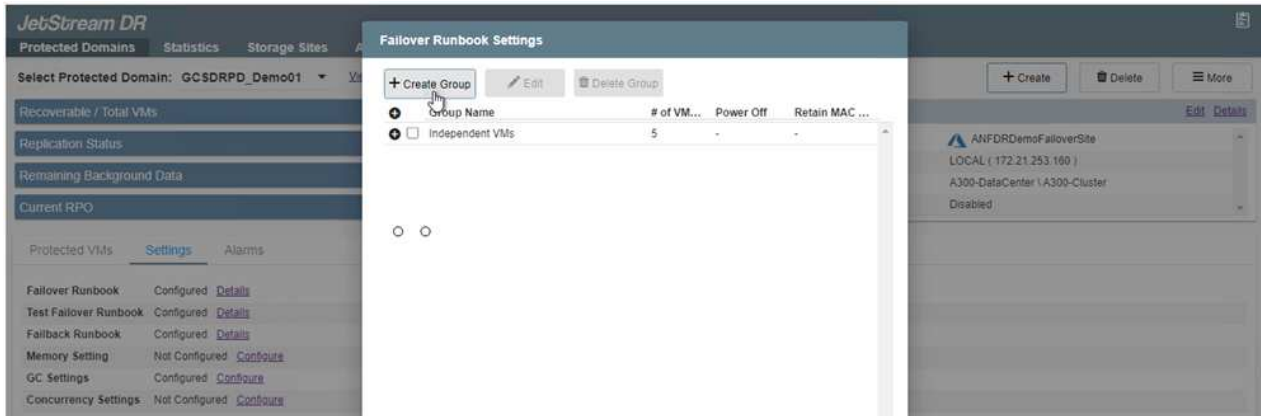 JetStream DR
Protected Domains Statistics Storage Sites A
Select Protected Domain: GCSDRPD_Demo01
+ Create Delete More
Recoverable / Total VMs
Edit Details
Replication Status
Remaining Background Data
Current RPO
ANFDRDemoFailoverSite
LOCAL ( 172.21.253.160 )
A300-DataCenter \ A300-Cluster
Disabled
Protected VMs Settings Alarms
Failover Runbook Configured Details
Test Failover Runbook Configured Details
Failback Runbook Configured Details
Memory Setting Not Configured Configure
GC Settings Configured Configure
Concurrency Settings Not Configured Configure
Failover Runbook Settings
+ Create Group Edit Delete Group
Group Name # of VM... Power Off Retain MAC ...
Independent VMs 5 - -